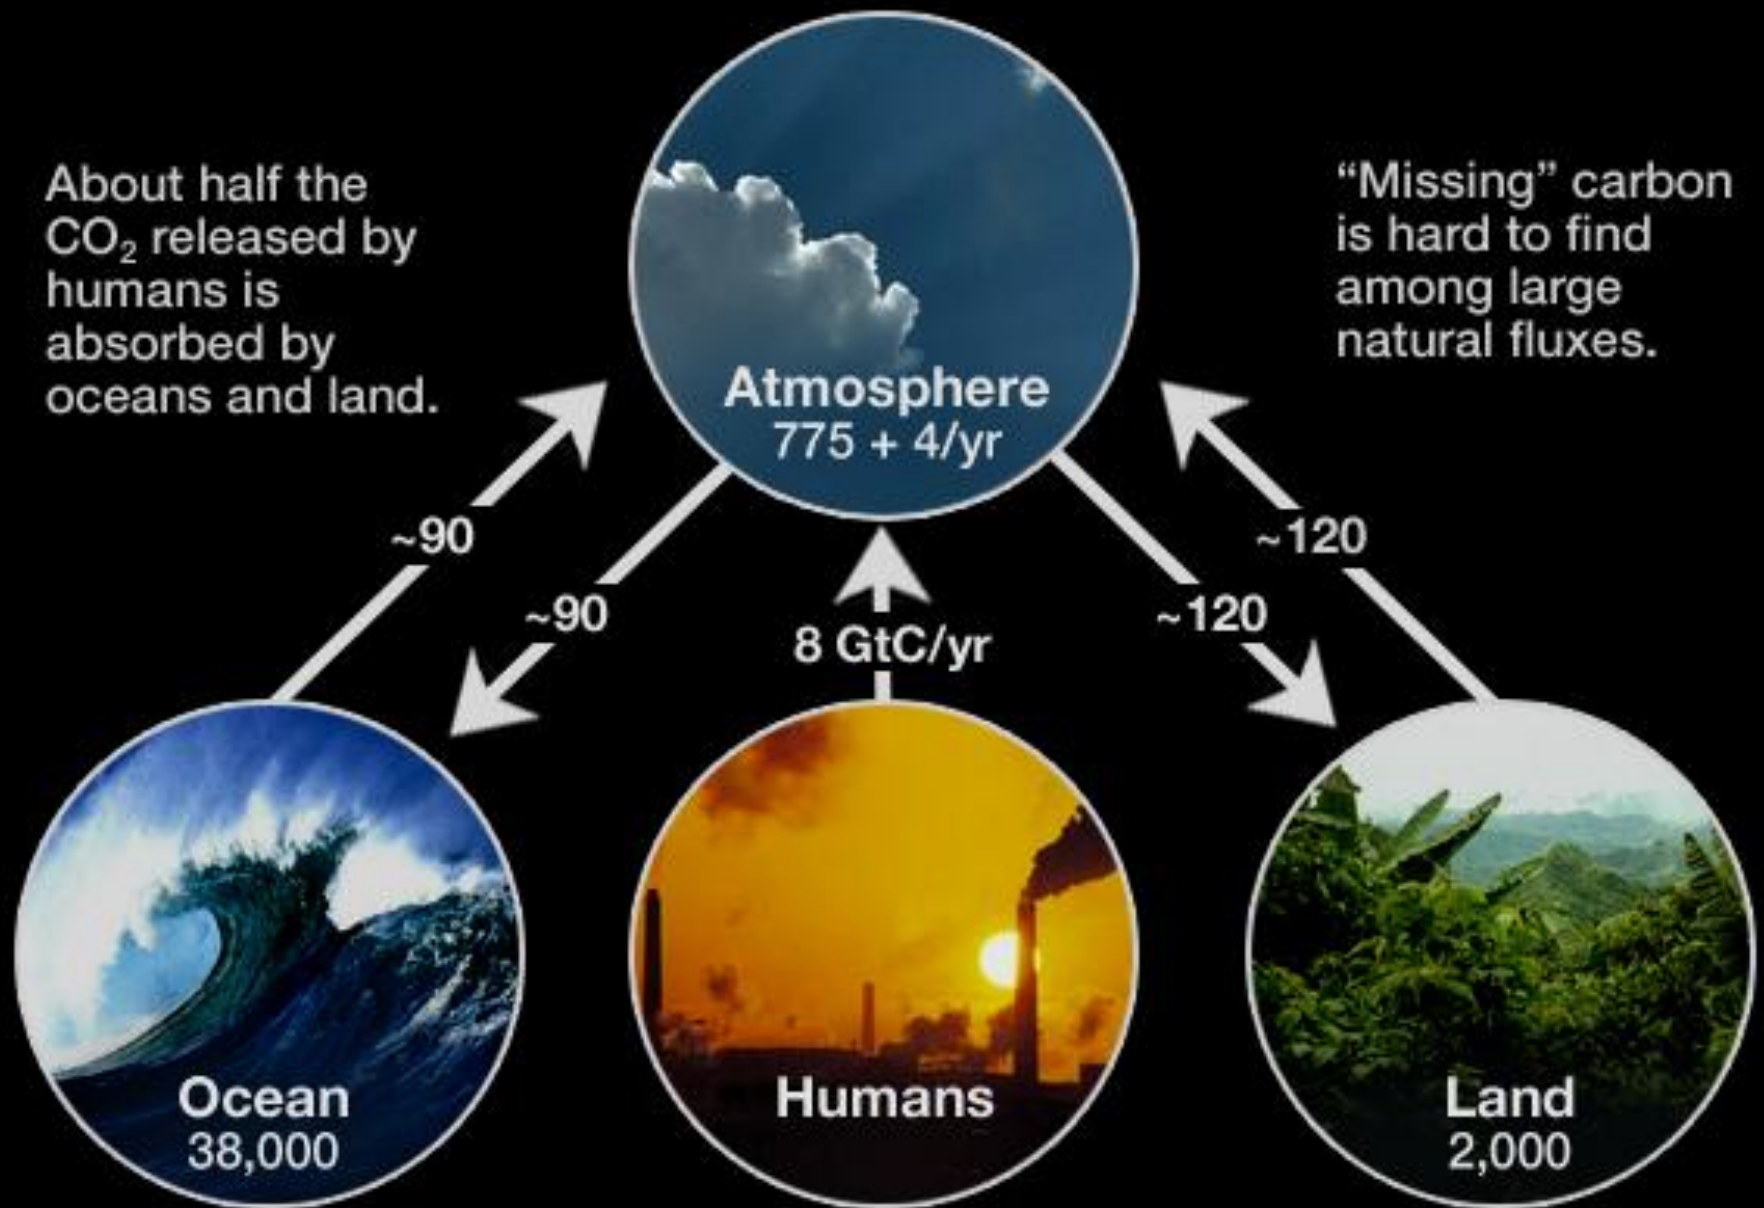 About half the
CO₂ released by
humans is
absorbed by
oceans and land.
"Missing" carbon
is hard to find
among large
natural fluxes.
Atmosphere
775 + 4/yr
~90
~90
8 GtC/yr
~120
~120
Ocean
38,000
Humans
Land
2,000